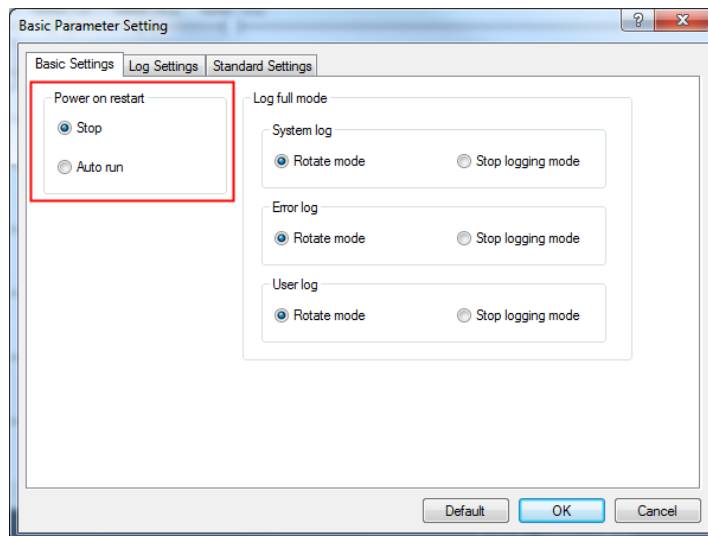 Basic Parameter Setting
Basic Settings
Log Settings
Standard Settings
Power on restart
Stop
Auto run
Log full mode
System log
Rotate mode
Stop logging mode
Error log
Rotate mode
Stop logging mode
User log
Rotate mode
Stop logging mode
Default
OK
Cancel